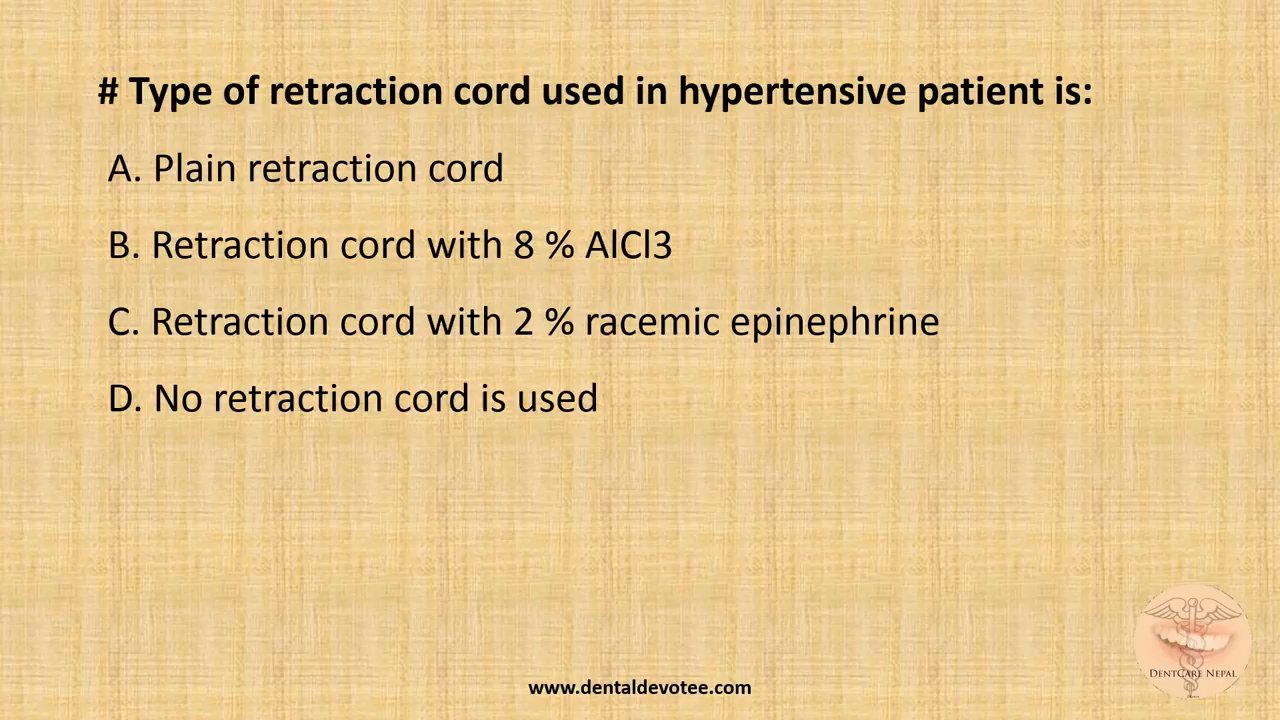 # Type of retraction cord used in hypertensive patient is:
A. Plain retraction cord
B. Retraction cord with 8 % AlCl3
C. Retraction cord with 2 % racemic epinephrine
D. No retraction cord is used
DENTCARE NEPAL
www.dentaldevotee.com